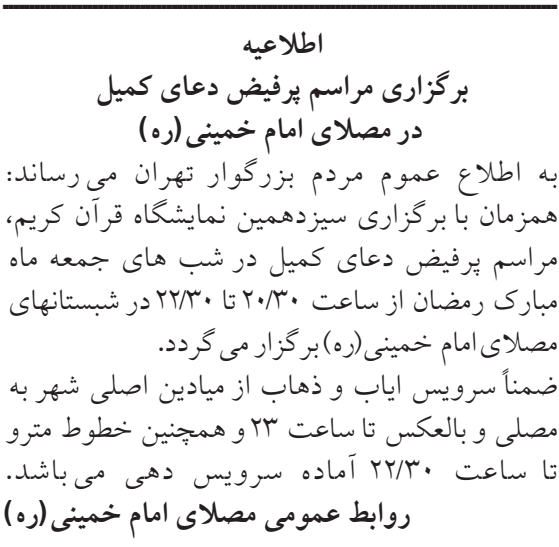 اطلاعیه
برگزاری مراسم پرفیض دعای کمیل
در مصلای امام خمینی(ره)
به اطلاع عموم مردم بزرگوار تهران می‌رساند:
همزمان با برگزاری سیزدهمین نمایشگاه قرآن کریم،
مراسم پرفیض دعای کمیل در شب های جمعه ماه
مبارک رمضان از ساعت ۲۰/۳۰ تا ۲۲/۳۰ در شبستانهای
مصلای امام خمینی(ره) برگزار می‌گردد.
ضمناً سرویس ایاب و ذهاب از میادین اصلی شهر به
مصلی و بالعکس تا ساعت ۲۳ و همچنین خطوط مترو
تا ساعت ۲۲/۳۰ آماده سرویس دهی می‌باشد.
روابط عمومی مصلای امام خمینی(ره)